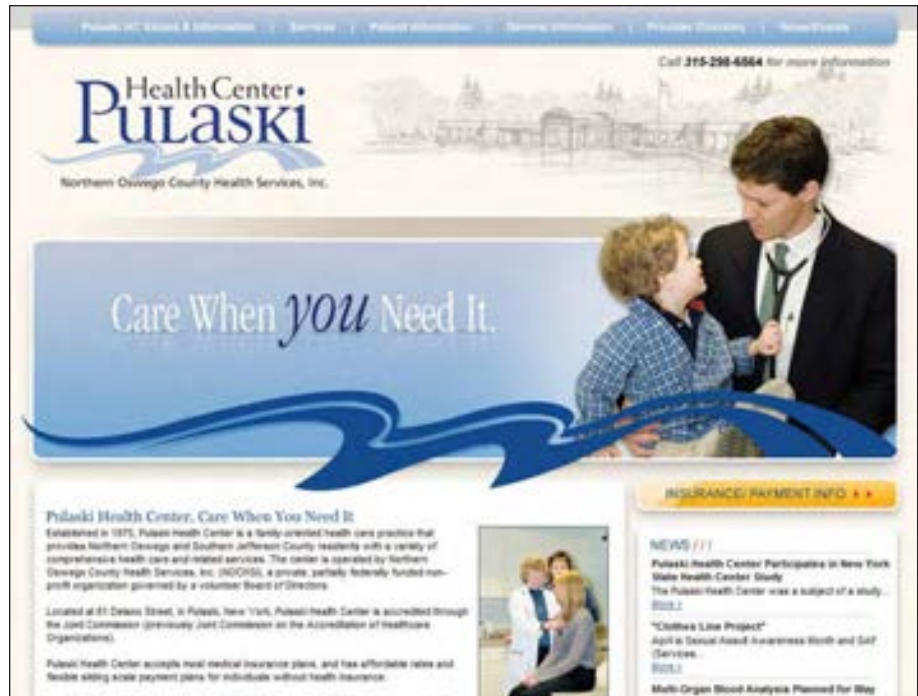 Pulaski HC Vision & Information | Services | Patient Information | General Information | Provider Directory | News/Events
Call 315-298-6564 for more information
Health Center
Pulaski
Northern Oswego County Health Services, Inc.
Care When you Need It.
INSURANCE/ PAYMENT INFO
Pulaski Health Center, Care When You Need It
Established in 1975, Pulaski Health Center is a family-oriented health care practice that
provides Northern Oswego and Southern Jefferson County residents with a variety of
comprehensive health care and related services. The center is operated by Northern
Oswego County Health Services, Inc. (NOCHSI), a private, partially federally funded non-
profit organization governed by a volunteer Board of Directors.
Located at 61 Delano Street, in Pulaski, New York, Pulaski Health Center is accredited through
the Joint Commission (previously Joint Commission on the Accreditation of Healthcare
Organizations).
Pulaski Health Center accepts most medical insurance plans, and has affordable rates and
flexible sliding scale payment plans for individuals without health insurance.
NEWS / / /
Pulaski Health Center Participates in New York
State Health Center Study
The Pulaski Health Center was a subject of a study...
More >
"Clothes Line Project"
April is Sexual Assault Awareness Month and SAF
(Services...
More >
Multi-Organ Blood Analysis Planned for May